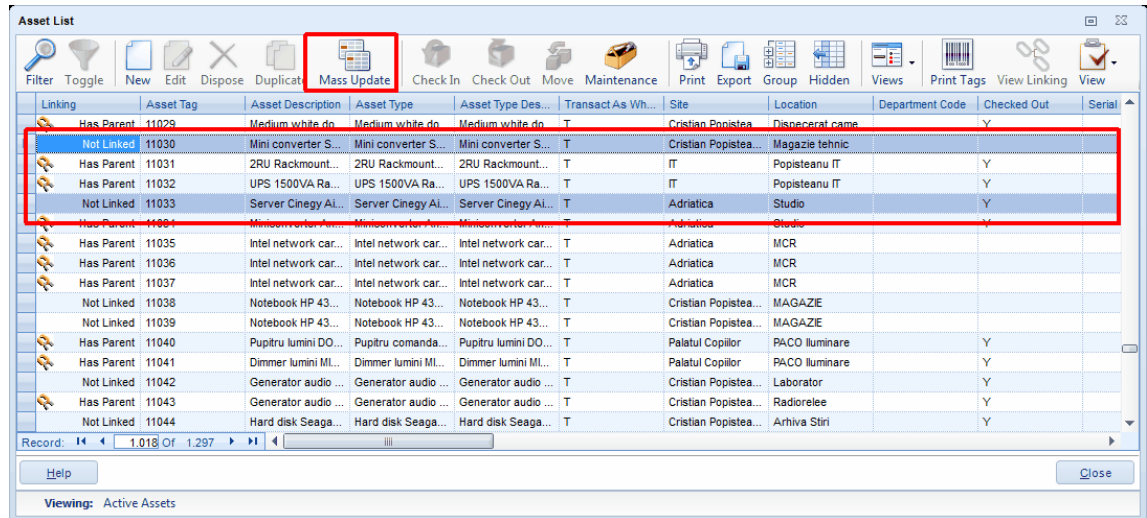 Asset List
Filter Toggle New Edit Dispose Duplicate Mass Update Check In Check Out Move Maintenance Print Export Group Hidden Views Print Tags View Linking View
Linking Asset Tag Asset Description Asset Type Asset Type Des... Transact As Wh... Site Location Department Code Checked Out Serial
Has Parent 11029 Medium white do Medium white do Medium white do T Cristian Popistea Dispecerat came Y
Not Linked 11030 Mini converter S... Mini converter S... Mini converter S... T Cristian Popistea... Magazie tehnic
Has Parent 11031 2RU Rackmount... 2RU Rackmount... 2RU Rackmount... T IT Popisteanu IT Y
Has Parent 11032 UPS 1500VA Ra... UPS 1500VA Ra... UPS 1500VA Ra... T IT Popisteanu IT Y
Not Linked 11033 Server Cinegy Ai... Server Cinegy Ai... Server Cinegy Ai... T Adriatica Studio Y
Has Parent 11035 Intel network car... Intel network car... Intel network car... T Adriatica MCR
Has Parent 11036 Intel network car... Intel network car... Intel network car... T Adriatica MCR
Has Parent 11037 Intel network car... Intel network car... Intel network car... T Adriatica MCR
Not Linked 11038 Notebook HP 43... Notebook HP 43... Notebook HP 43... T Cristian Popistea... MAGAZIE
Not Linked 11039 Notebook HP 43... Notebook HP 43... Notebook HP 43... T Cristian Popistea... MAGAZIE
Has Parent 11040 Pupitru lumini DO... Pupitru comanda... Pupitru lumini DO... T Palatul Copiilor PACO Iluminare Y
Has Parent 11041 Dimmer lumini MI... Dimmer lumini MI... Dimmer lumini MI... T Palatul Copiilor PACO Iluminare Y
Not Linked 11042 Generator audio ... Generator audio ... Generator audio ... T Cristian Popistea... Laborator Y
Has Parent 11043 Generator audio ... Generator audio ... Generator audio ... T Cristian Popistea... Radiorelee Y
Not Linked 11044 Hard disk Seaga... Hard disk Seaga... Hard disk Seaga... T Cristian Popistea... Arhiva Stiri Y
Record: 1.018 Of 1.297
Help Close
Viewing: Active Assets